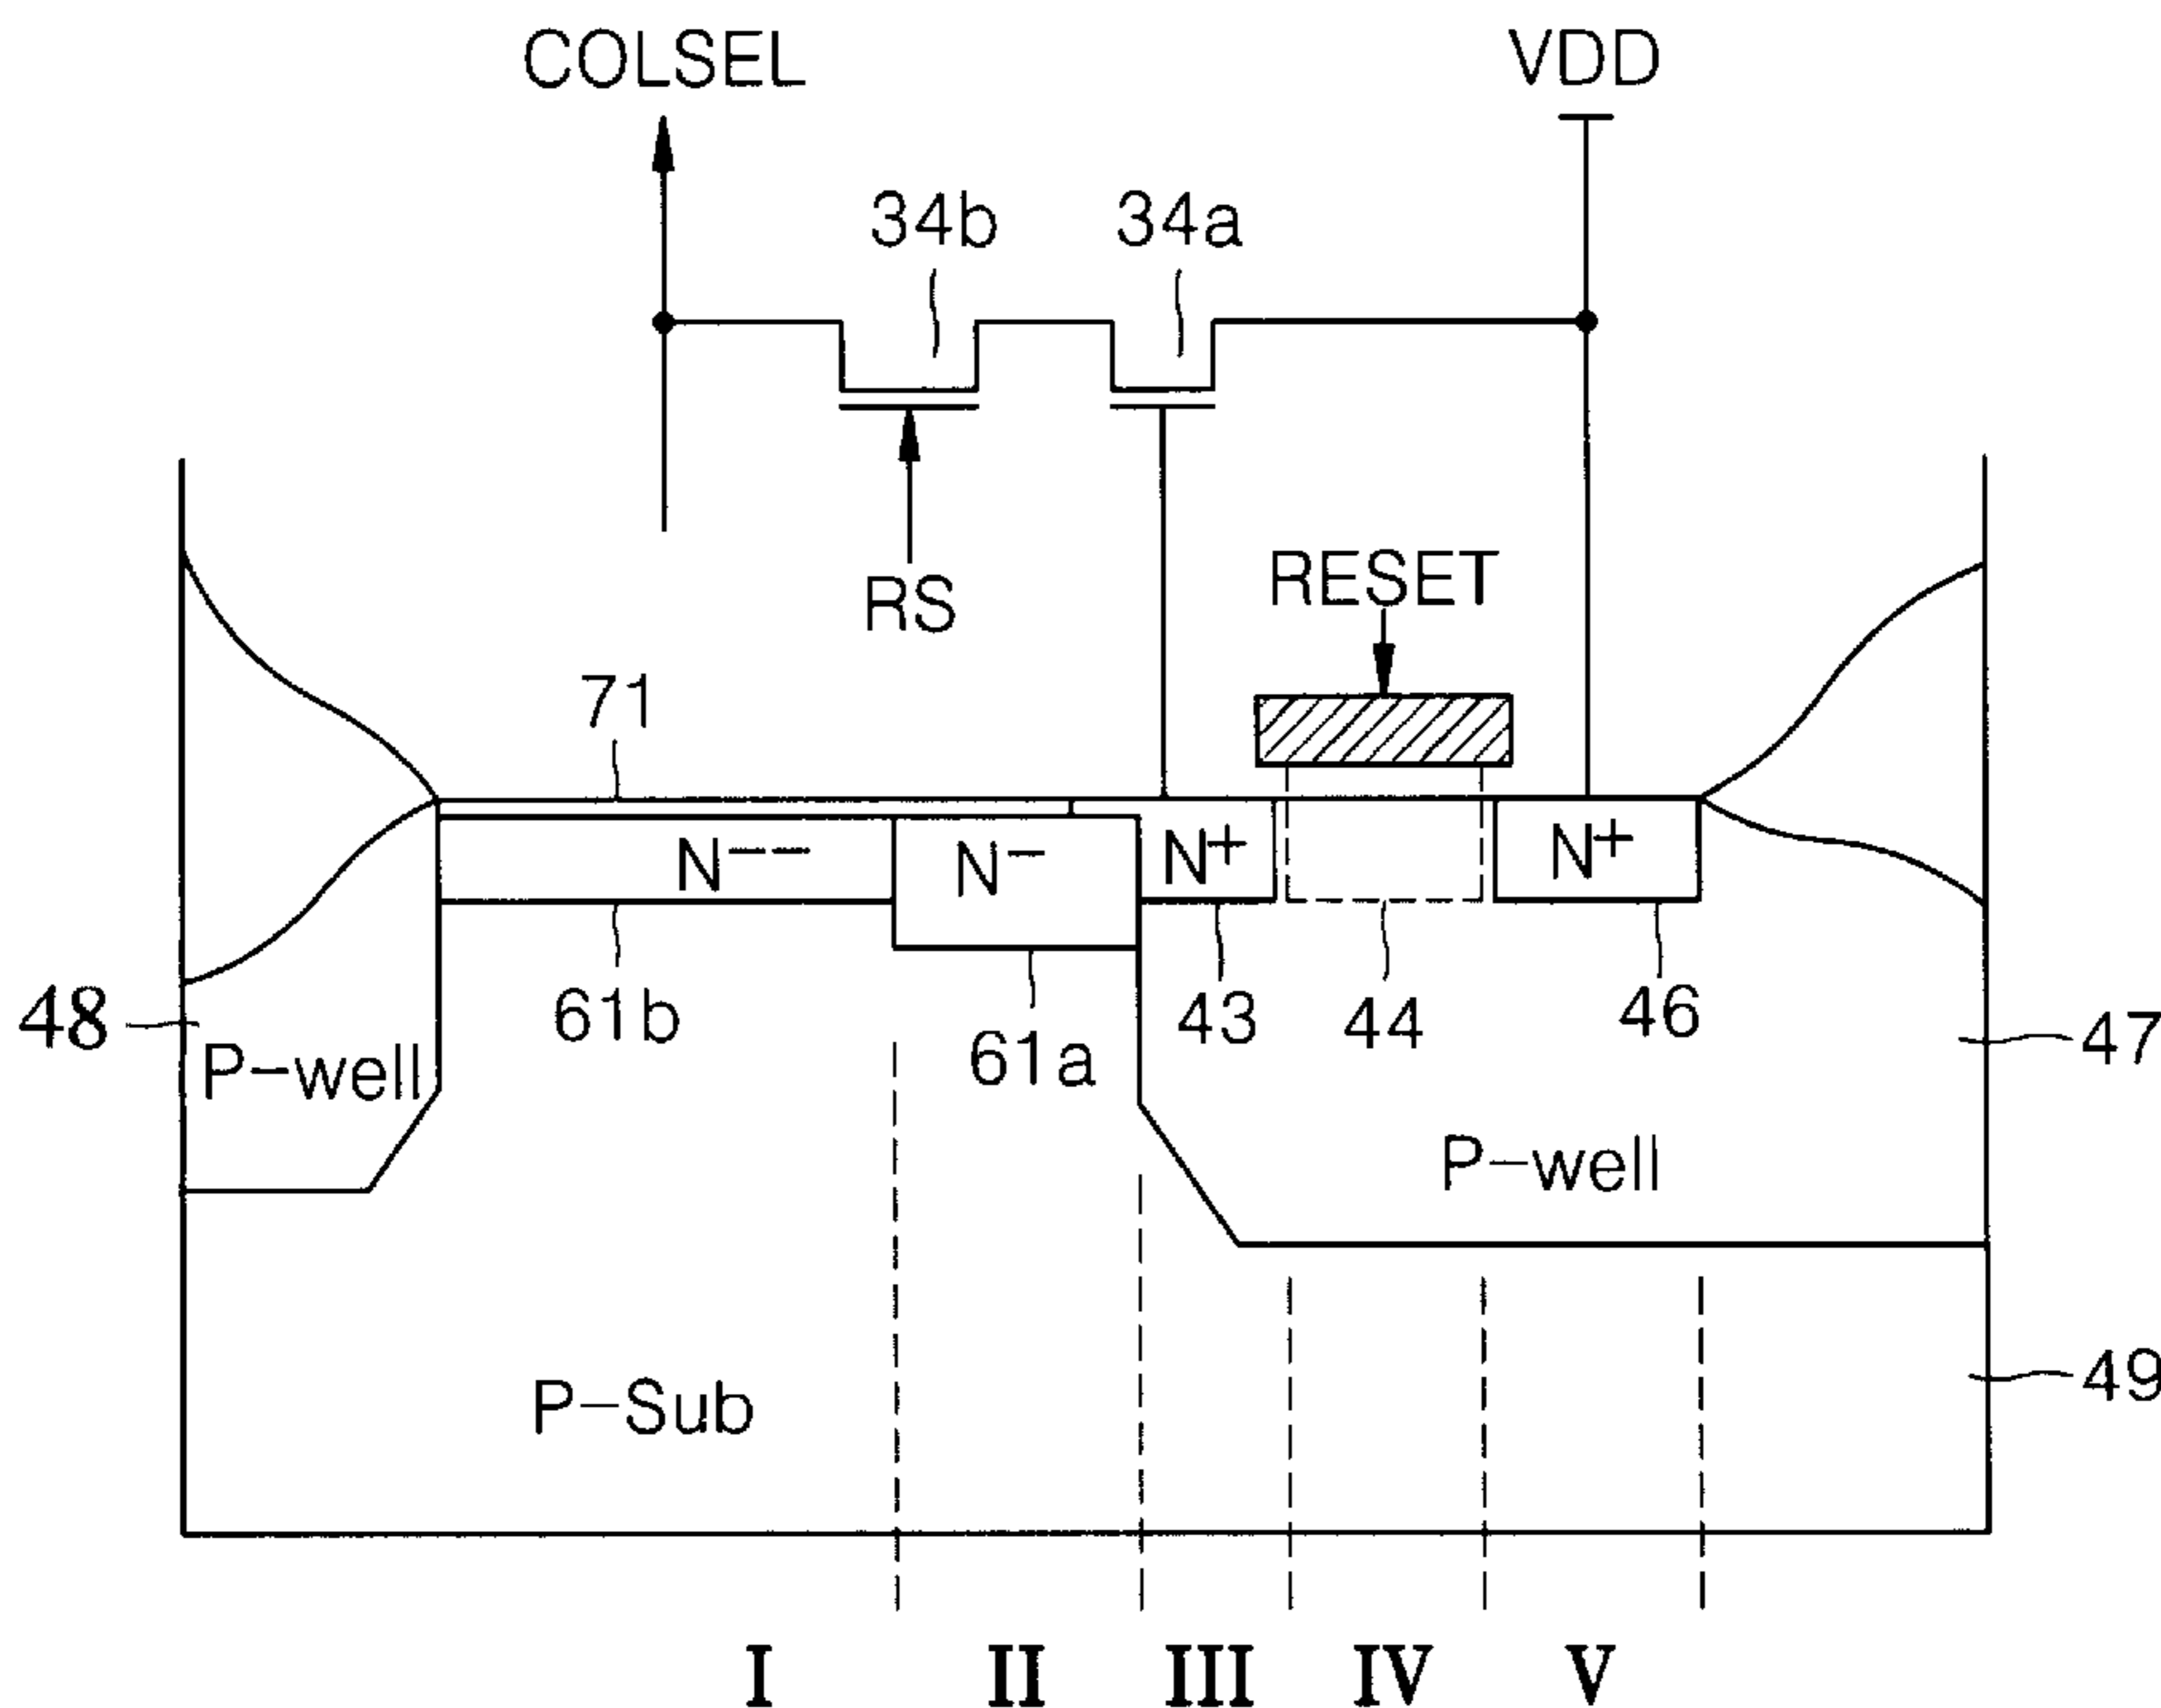 COLSEL
VDD
34b
34a
RS
RESET
71
N--
N-
N+
N+
48
61b
61a
43
44
46
47
P-well
P-well
P-Sub
49
I II III IV V